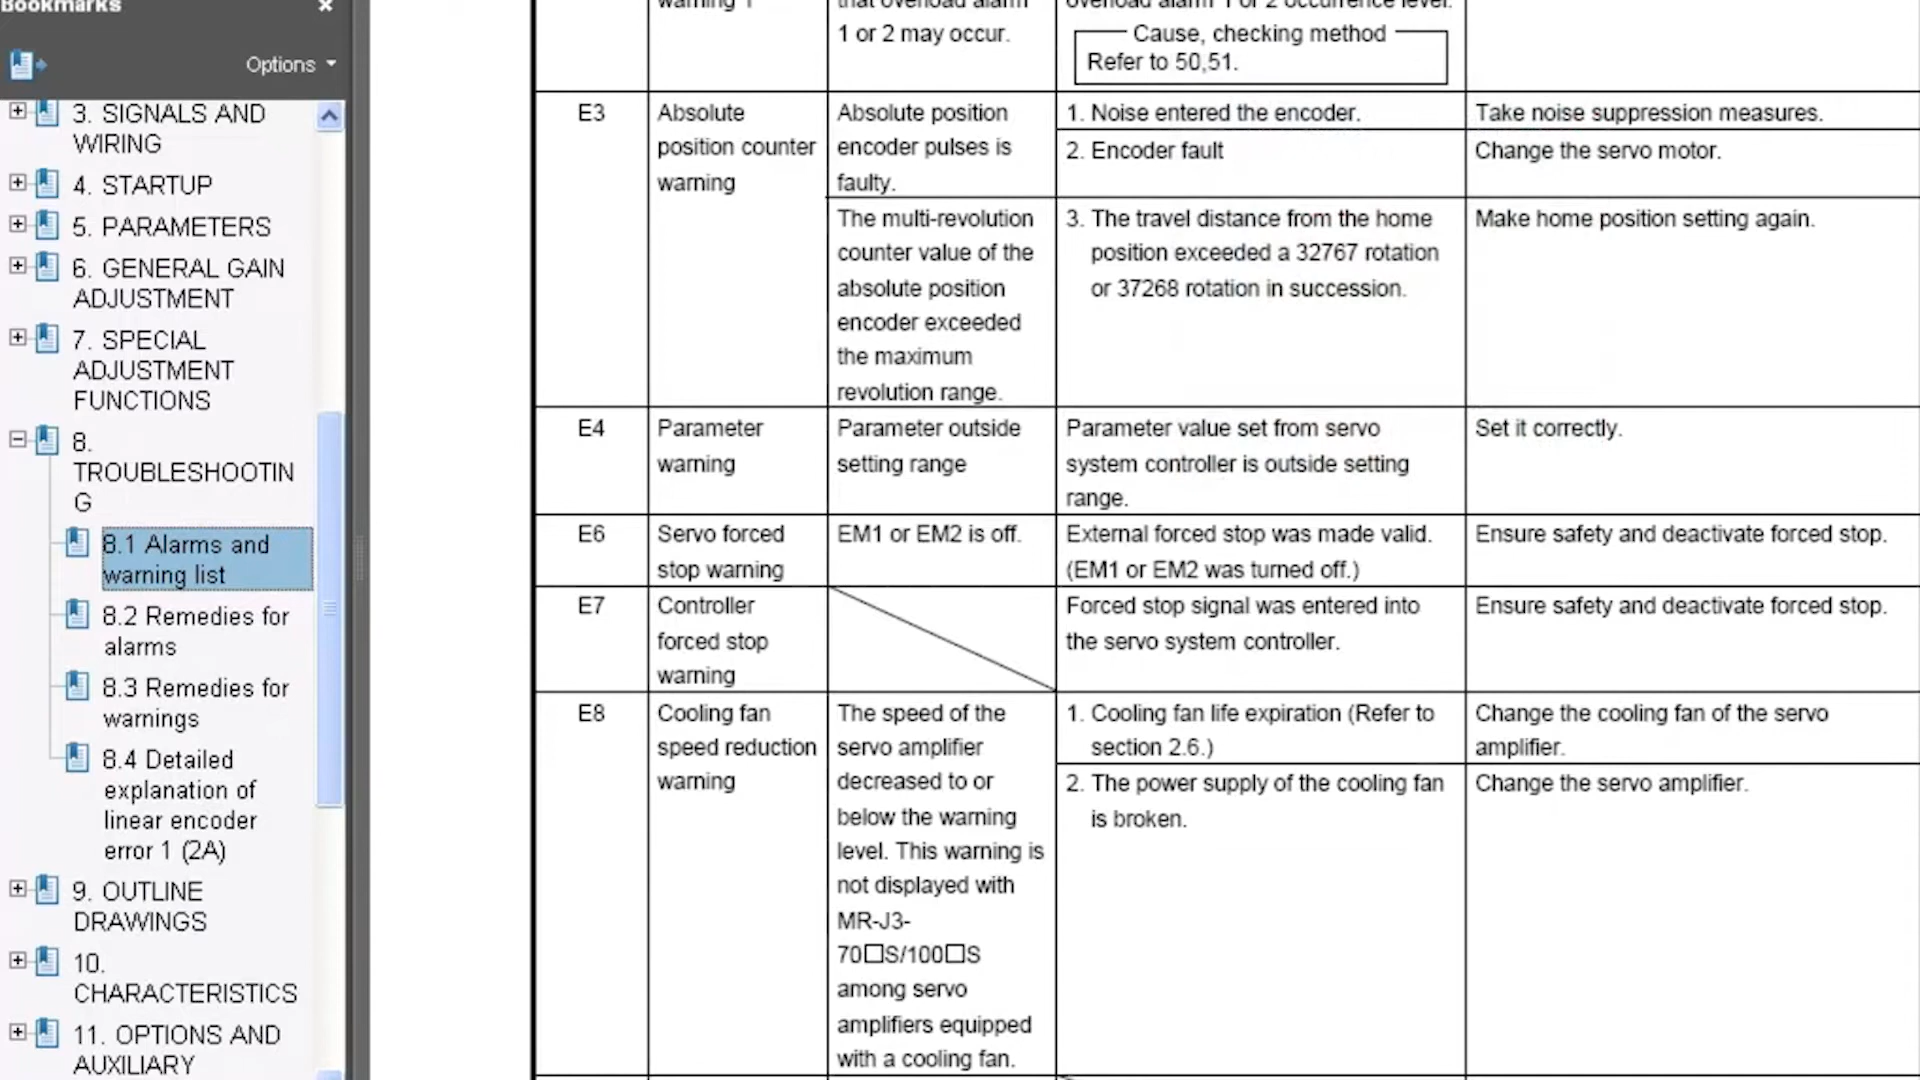 Bookmarks
Options
3. SIGNALS AND
WIRING
4. STARTUP
5. PARAMETERS
6. GENERAL GAIN
ADJUSTMENT
7. SPECIAL
ADJUSTMENT
FUNCTIONS
8.
TROUBLESHOOTIN
G
8.1 Alarms and
warning list
8.2 Remedies for
alarms
8.3 Remedies for
warnings
8.4 Detailed
explanation of
linear encoder
error 1 (2A)
9. OUTLINE
DRAWINGS
10.
CHARACTERISTICS
11. OPTIONS AND
AUXILIARY
warning 1
that overload alarm
1 or 2 may occur.
overload alarm 1 or 2 occurrence level.
Cause, checking method
Refer to 50,51.
E3
Absolute
position counter
warning
Absolute position
encoder pulses is
faulty.
1. Noise entered the encoder.
Take noise suppression measures.
2. Encoder fault
Change the servo motor.
The multi-revolution
counter value of the
absolute position
encoder exceeded
the maximum
revolution range.
3. The travel distance from the home
position exceeded a 32767 rotation
or 37268 rotation in succession.
Make home position setting again.
E4
Parameter
warning
Parameter outside
setting range
Parameter value set from servo
system controller is outside setting
range.
Set it correctly.
E6
Servo forced
stop warning
EM1 or EM2 is off.
External forced stop was made valid.
(EM1 or EM2 was turned off.)
Ensure safety and deactivate forced stop.
E7
Controller
forced stop
warning
Forced stop signal was entered into
the servo system controller.
Ensure safety and deactivate forced stop.
E8
Cooling fan
speed reduction
warning
The speed of the
servo amplifier
decreased to or
below the warning
level. This warning is
not displayed with
MR-J3-
70□S/100□S
among servo
amplifiers equipped
with a cooling fan.
1. Cooling fan life expiration (Refer to
section 2.6.)
Change the cooling fan of the servo
amplifier.
2. The power supply of the cooling fan
is broken.
Change the servo amplifier.